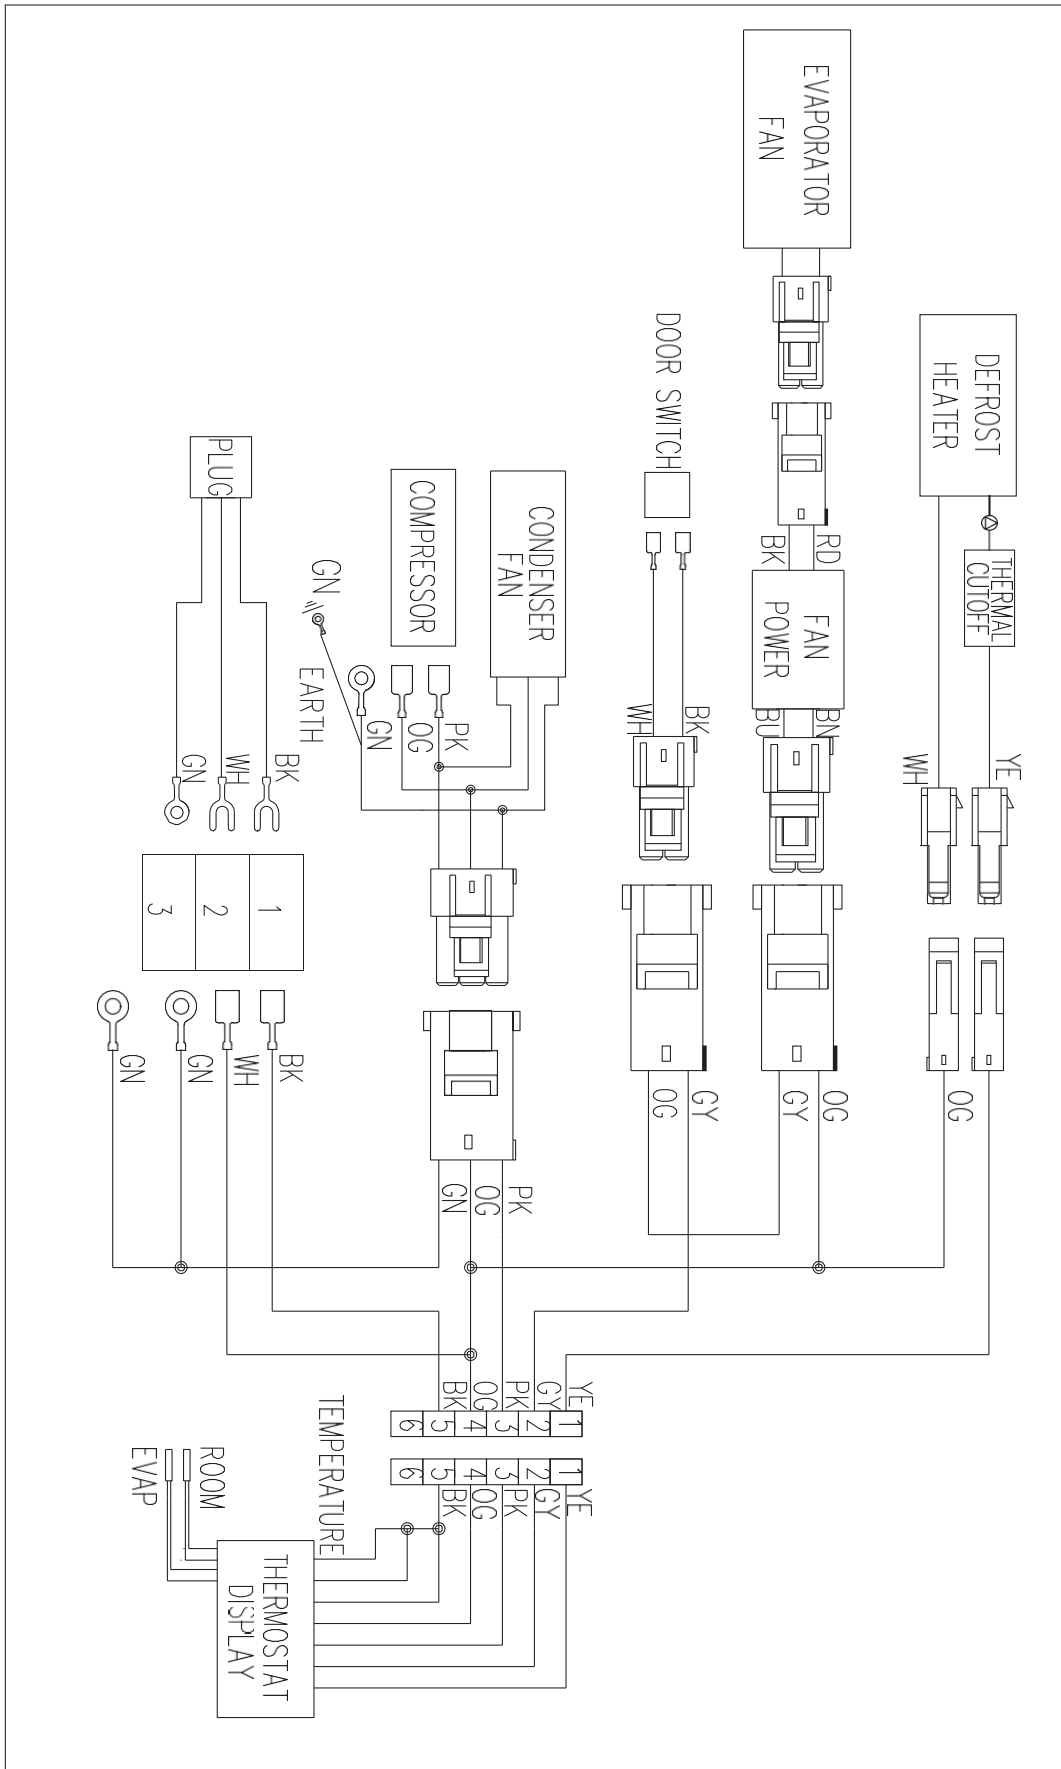 EVAPORATOR
FAN
DEFROST
HEATER
THERMAL
CUTOFF
RD
BK
FAN
POWER
BN
BU
YE
WH
DOOR SWITCH
BK
WH
CONDENSER
FAN
COMPRESSOR
GN
EARTH
PK
OG
GN
PLUG
BK
WH
GN
1
2
3
BK
WH
GN
GN
OG
OG
GY
GY
OG
PK
OG
GN
YE
GY
PK
OG
BK
1
2
3
4
5
6
1
2
3
4
5
6
YE
GY
PK
OG
BK
TEMPERATURE
ROOM
EVAP
THERMOSTAT
DISPLAY